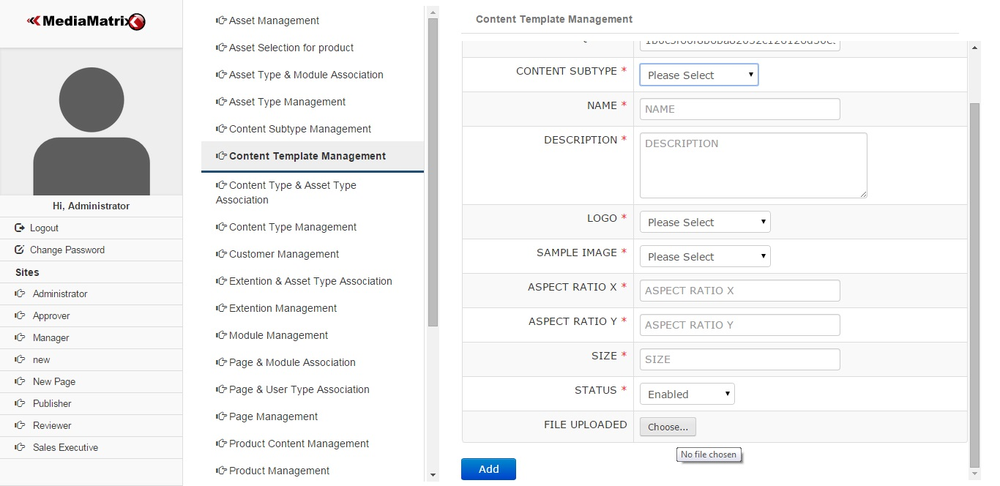 MediaMatrix
Hi, Administrator
Logout
Change Password
Sites
Administrator
Approver
Manager
new
New Page
Publisher
Reviewer
Sales Executive
Asset Management
Asset Selection for product
Asset Type & Module Association
Asset Type Management
Content Subtype Management
Content Template Management
Content Type & Asset Type
Association
Content Type Management
Customer Management
Extention & Asset Type Association
Extention Management
Module Management
Page & Module Association
Page & User Type Association
Page Management
Product Content Management
Product Management
Content Template Management
CONTENT SUBTYPE * Please Select
NAME * NAME
DESCRIPTION * DESCRIPTION
LOGO * Please Select
SAMPLE IMAGE * Please Select
ASPECT RATIO X * ASPECT RATIO X
ASPECT RATIO Y * ASPECT RATIO Y
SIZE * SIZE
STATUS * Enabled
FILE UPLOADED Choose...
No file chosen
Add